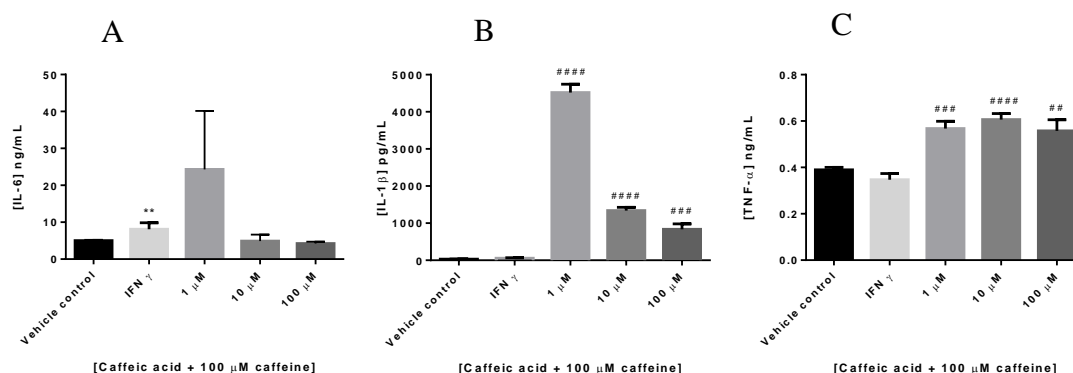 A
[IL-6] ng/mL
50
40
30
20
10
0
**
Vehicle control
IFN γ
1 μM
10 μM
100 μM
[Caffeic acid + 100 μM caffeine]
B
[IL-1β] pg/mL
5000
4000
3000
2000
1000
0
####
####
###
Vehicle control
IFN γ
1 μM
10 μM
100 μM
[Caffeic acid + 100 μM caffeine]
C
[TNF-α] ng/mL
0.8
0.6
0.4
0.2
0.0
###
####
##
Vehicle control
IFN γ
1 μM
10 μM
100 μM
[Caffeic acid + 100 μM caffeine]